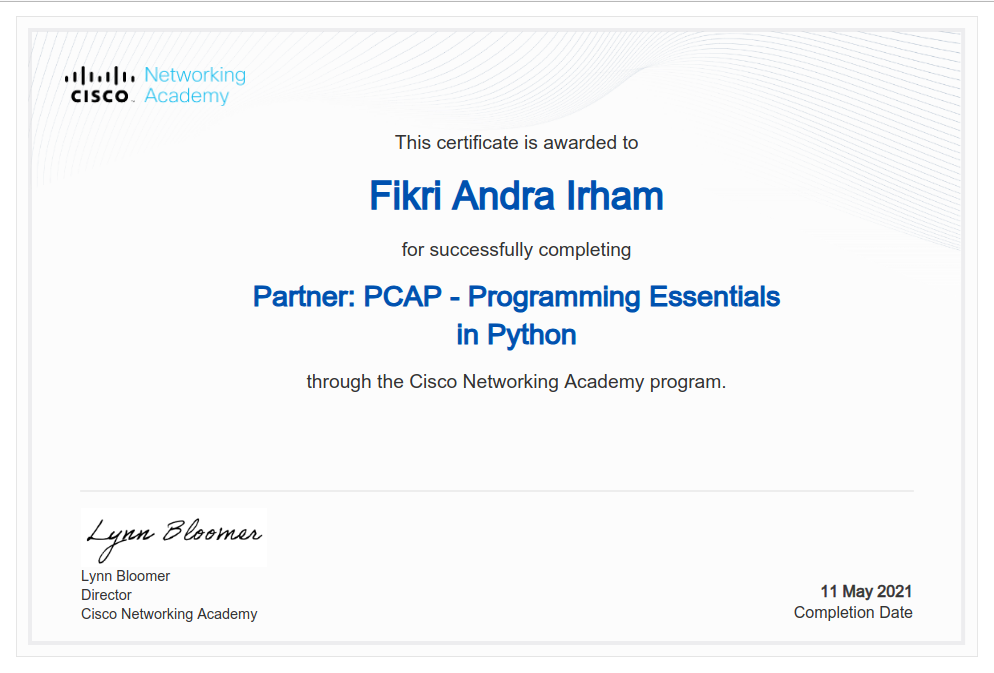 Networking
CISCO Academy
This certificate is awarded to
Fikri Andra Irham
for successfully completing
Partner: PCAP - Programming Essentials
in Python
through the Cisco Networking Academy program.
Lynn Bloomer
Lynn Bloomer
Director
Cisco Networking Academy
11 May 2021
Completion Date